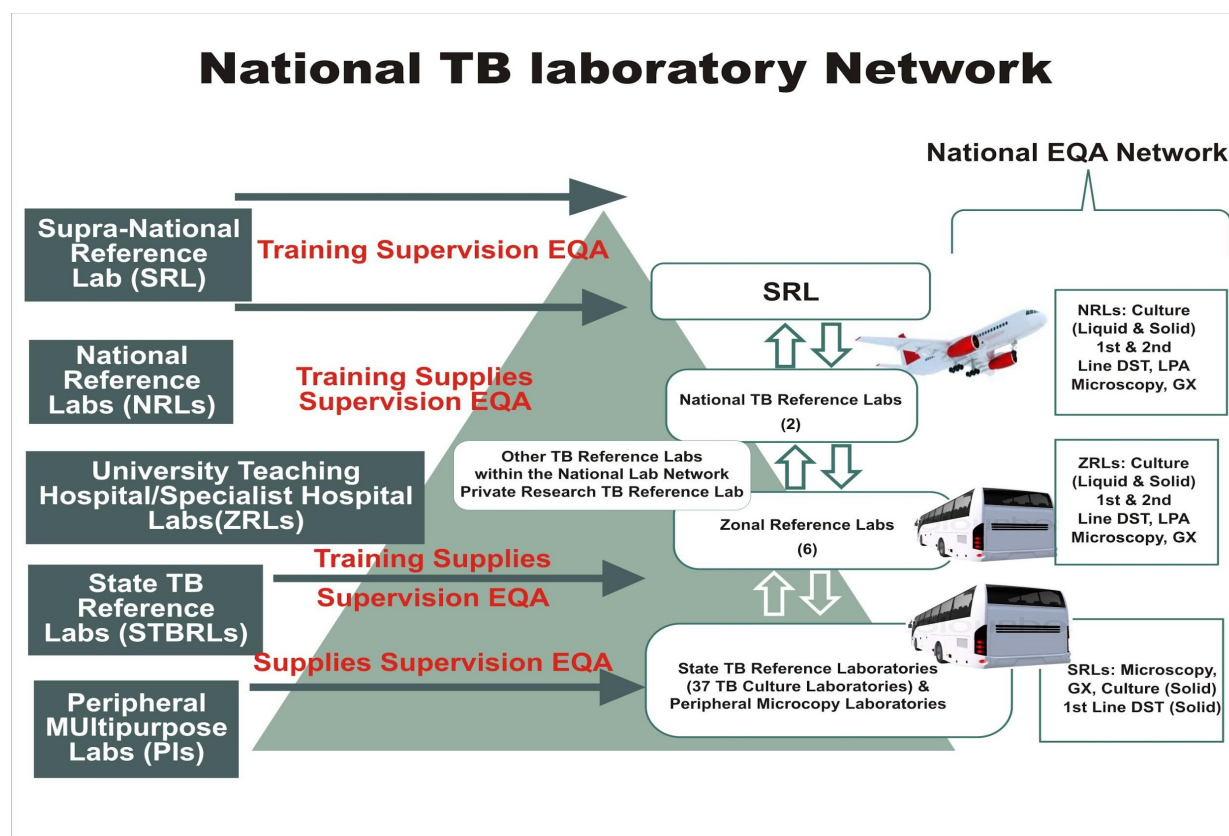 National TB laboratory Network
National EQA Network
Supra-National
Reference
Lab (SRL)
Training Supervision EQA
SRL
NRLs: Culture
(Liquid & Solid)
1st & 2nd
Line DST, LPA
Microscopy, GX
National
Reference
Labs (NRLs)
Training Supplies
Supervision EQA
National TB Reference Labs
(2)
Other TB Reference Labs
within the National Lab Network
Private Research TB Reference Lab
University Teaching
Hospital/Specialist Hospital
Labs(ZRLs)
Zonal Reference Labs
(6)
ZRLs: Culture
(Liquid & Solid)
1st & 2nd
Line DST, LPA
Microscopy, GX
Training Supplies
Supervision EQA
State TB
Reference
Labs (STBRLs)
Supplies Supervision EQA
State TB Reference Laboratories
(37 TB Culture Laboratories) &
Peripheral Microcopy Laboratories
SRLs: Microscopy,
GX, Culture (Solid)
1st Line DST (Solid)
Peripheral
MUltipurpose
Labs (PIs)